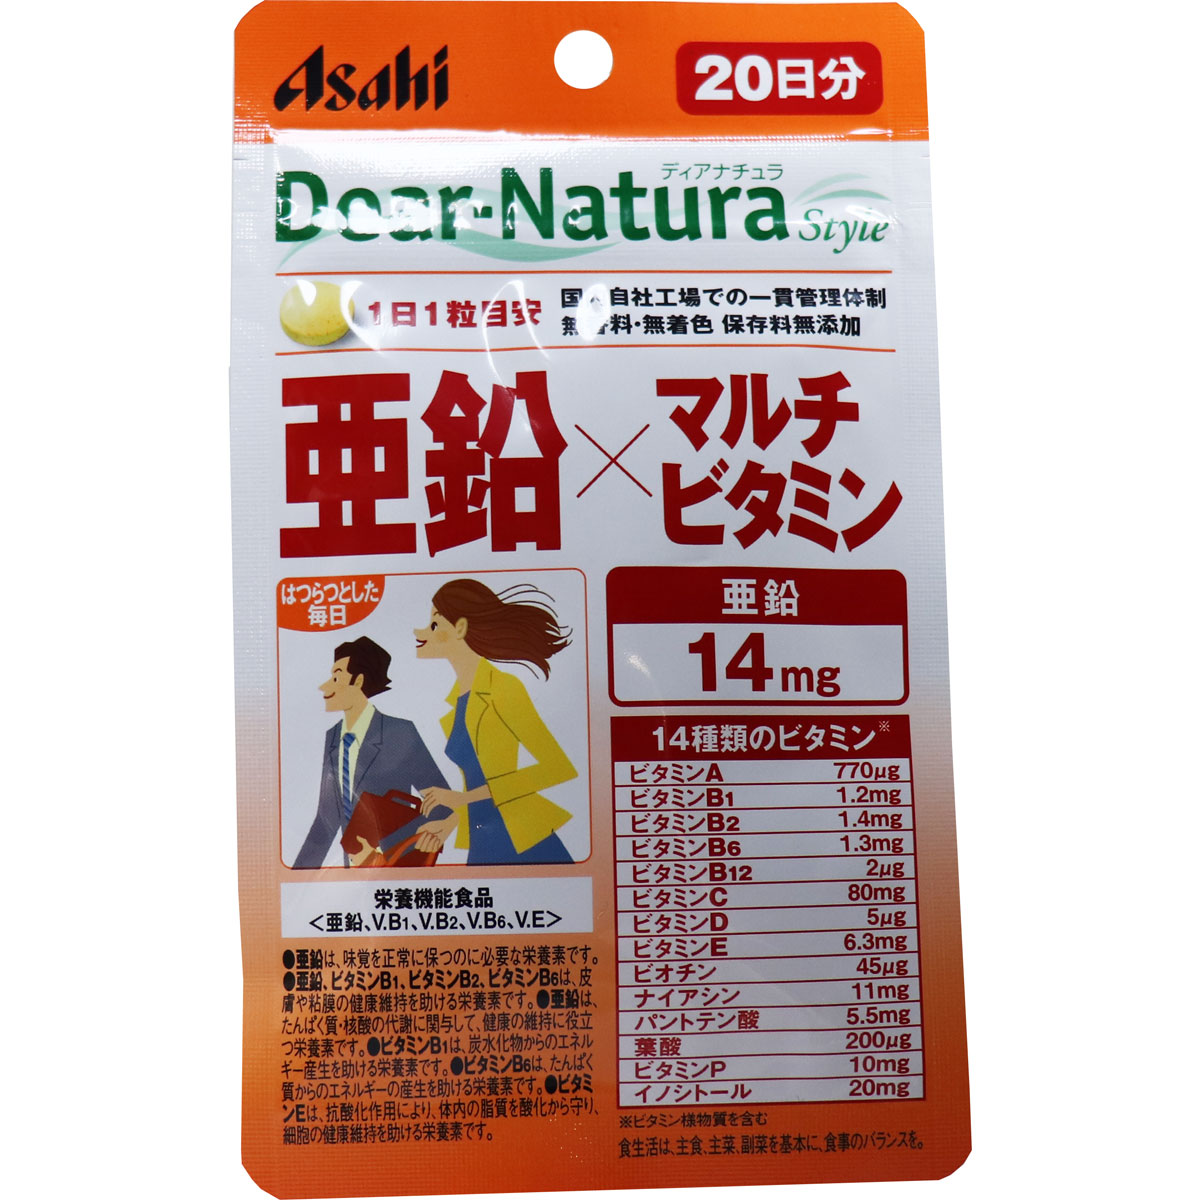 Asahi
20日分
ディアナチュラ
Dear-Natura Style
1日1粒目安
国内自社工場での一貫管理体制
無香料・無着色 保存料無添加
亜鉛×マルチビタミン
はつらつとした
毎日
亜鉛
14mg
14種類のビタミン※
ビタミンA 770μg
ビタミンB1 1.2mg
ビタミンB2 1.4mg
ビタミンB6 1.3mg
ビタミンB12 2μg
ビタミンC 80mg
ビタミンD 5μg
ビタミンE 6.3mg
ビオチン 45μg
ナイアシン 11mg
パントテン酸 5.5mg
葉酸 200μg
ビタミンP 10mg
イノシトール 20mg
※ビタミン様物質を含む
食生活は、主食、主菜、副菜を基本に、食事のバランスを。
栄養機能食品
<亜鉛、V.B1、V.B2、V.B6、V.E>
●亜鉛は、味覚を正常に保つのに必要な栄養素です。
●亜鉛、ビタミンB1、ビタミンB2、ビタミンB6は、皮
膚や粘膜の健康維持を助ける栄養素です。●亜鉛は、
たんぱく質・核酸の代謝に関与して、健康の維持に役立
つ栄養素です。●ビタミンB1は、炭水化物からのエネル
ギー産生を助ける栄養素です。●ビタミンB6は、たんぱく
質からのエネルギーの産生を助ける栄養素です。●ビタミ
ンEは、抗酸化作用により、体内の脂質を酸化から守り、
細胞の健康維持を助ける栄養素です。